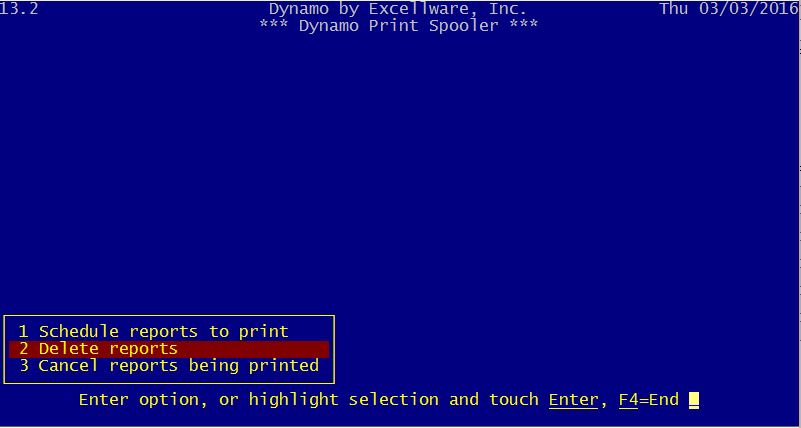 13.2 Dynamo by Excellware, Inc. Thu 03/03/2016
*** Dynamo Print Spooler ***
1 Schedule reports to print
2 Delete reports
3 Cancel reports being printed
Enter option, or highlight selection and touch Enter, F4=End